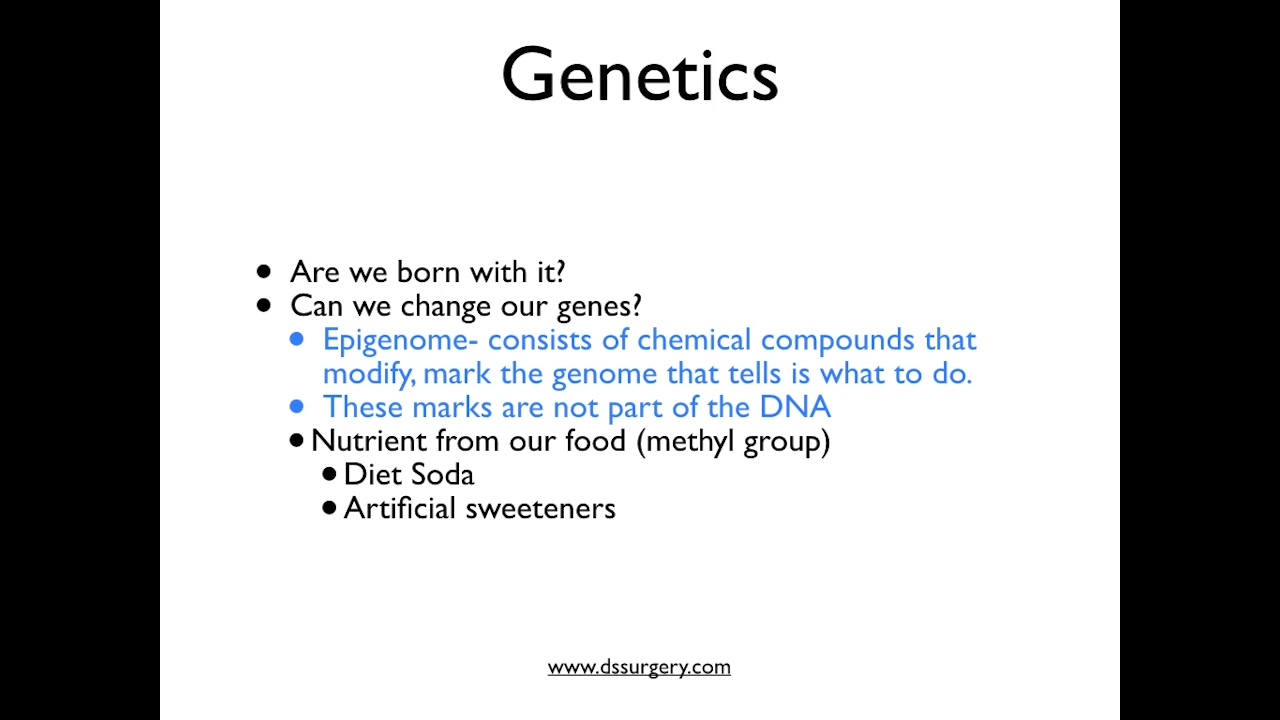 Genetics
• Are we born with it?
• Can we change our genes?
• Epigenome- consists of chemical compounds that
modify, mark the genome that tells is what to do.
• These marks are not part of the DNA
• Nutrient from our food (methyl group)
• Diet Soda
• Artificial sweeteners
www.dssurgery.com